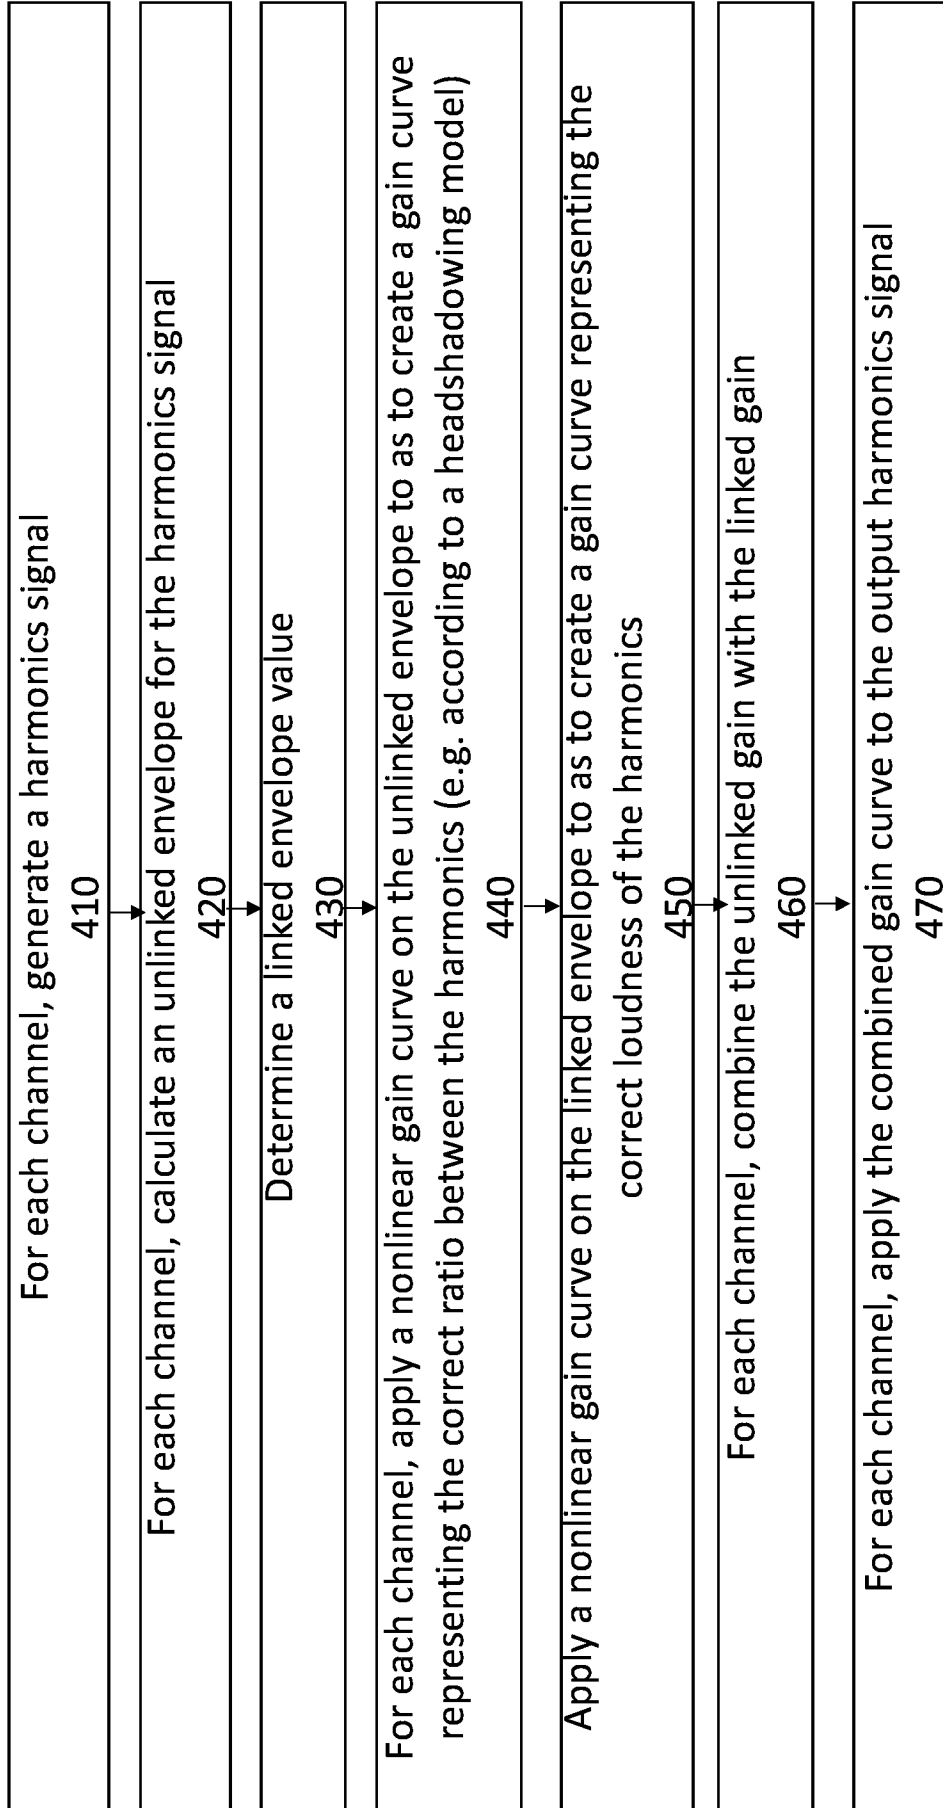 For each channel, generate a harmonics signal
410
For each channel, calculate an unlinked envelope for the harmonics signal
420
Determine a linked envelope value
430
For each channel, apply a nonlinear gain curve on the unlinked envelope to as to create a gain curve
representing the correct ratio between the harmonics (e.g. according to a headshadowing model)
440
Apply a nonlinear gain curve on the linked envelope to as to create a gain curve representing the
correct loudness of the harmonics
450
For each channel, combine the unlinked gain with the linked gain
460
For each channel, apply the combined gain curve to the output harmonics signal
470